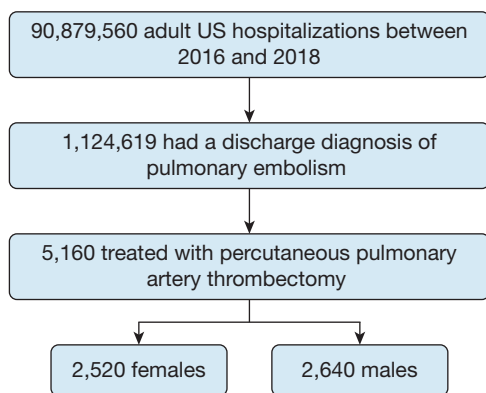 90,879,560 adult US hospitalizations between
2016 and 2018
1,124,619 had a discharge diagnosis of
pulmonary embolism
5,160 treated with percutaneous pulmonary
artery thrombectomy
2,520 females
2,640 males